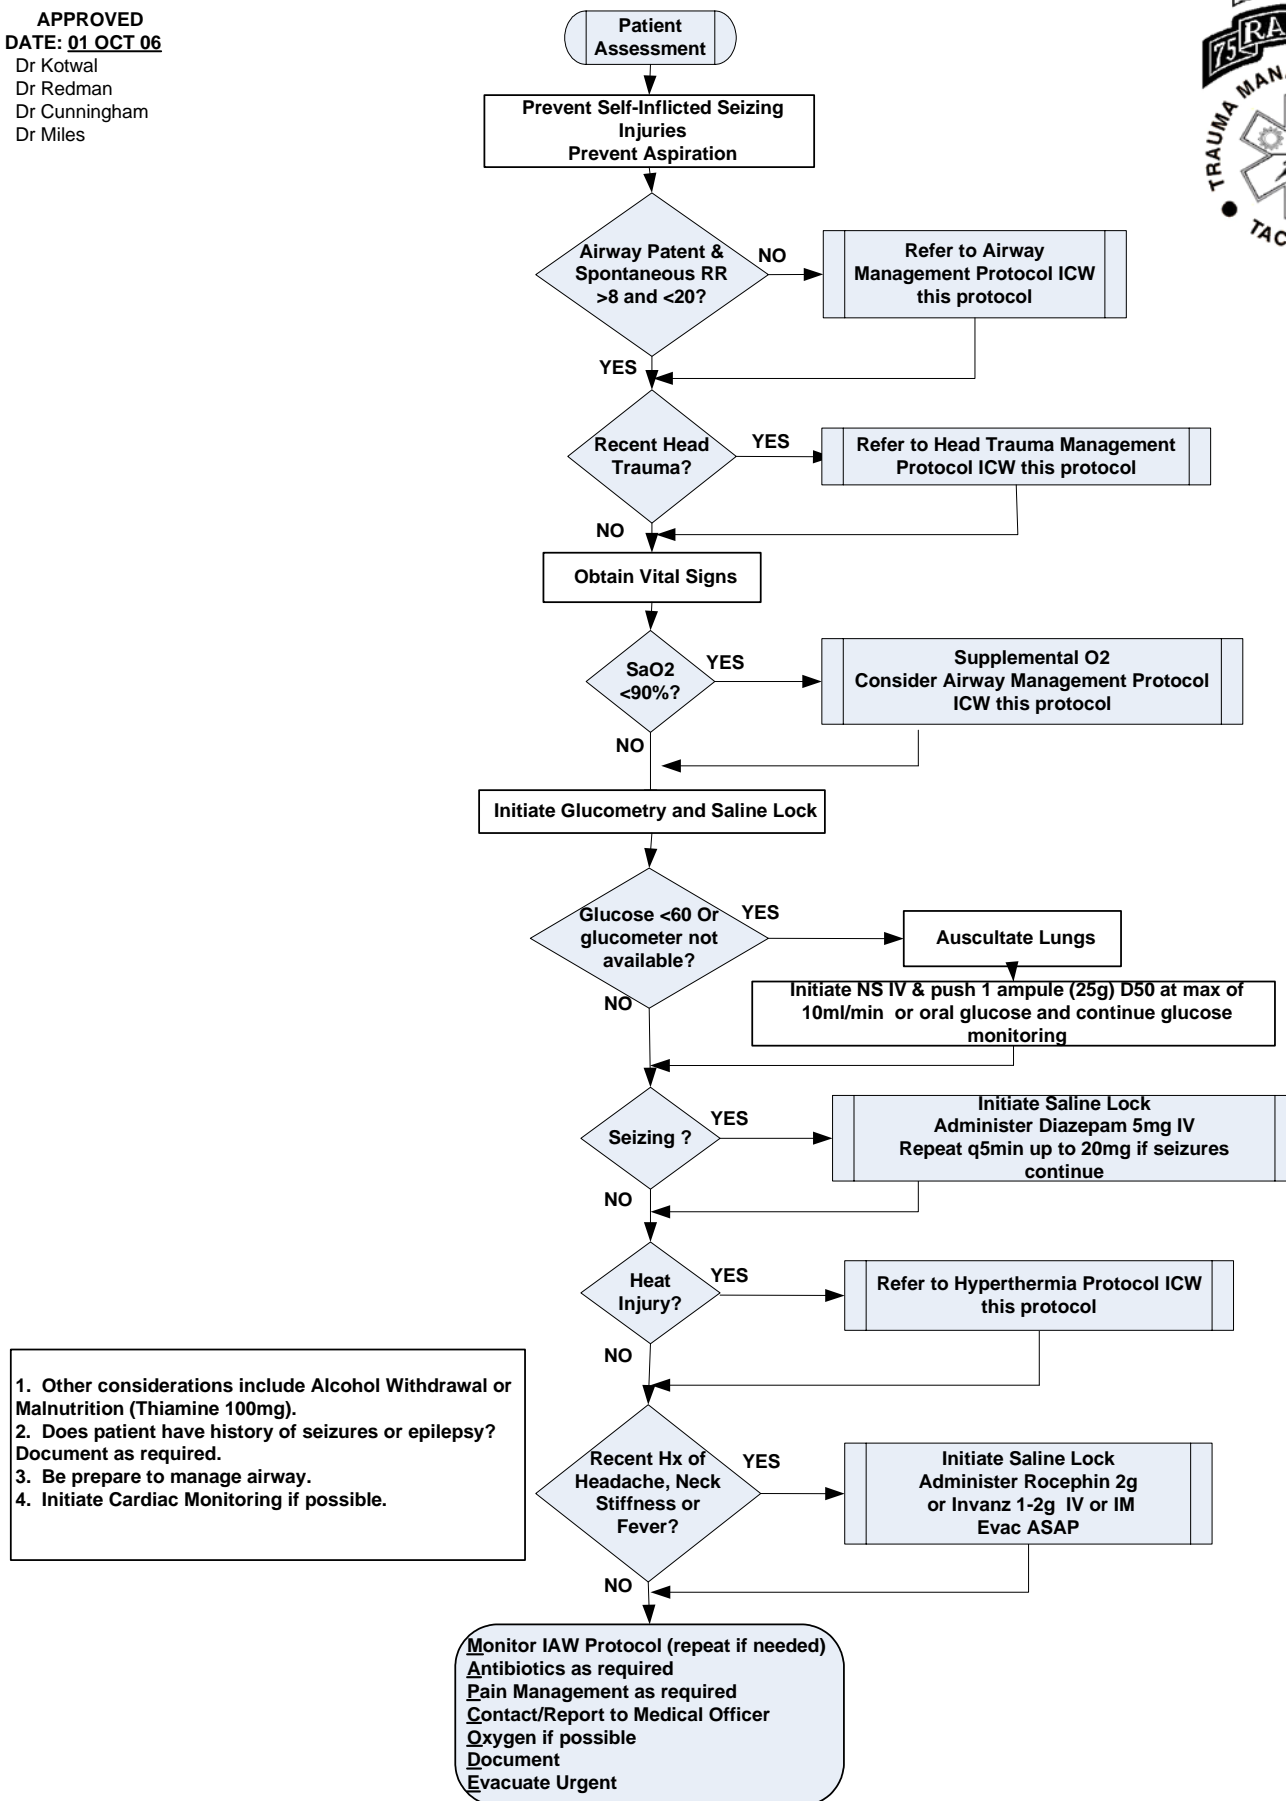 APPROVED
DATE: 01 OCT 06
Dr Kotwal
Dr Redman
Dr Cunningham
Dr Miles
75 RA
TRAUMA MANA
TAC
Patient
Assessment
Prevent Self-Inflicted Seizing
Injuries
Prevent Aspiration
Airway Patent &
Spontaneous RR
>8 and <20?
NO
Refer to Airway
Management Protocol ICW
this protocol
YES
Recent Head
Trauma?
YES
Refer to Head Trauma Management
Protocol ICW this protocol
NO
Obtain Vital Signs
SaO2
<90%?
YES
Supplemental O2
Consider Airway Management Protocol
ICW this protocol
NO
Initiate Glucometry and Saline Lock
Glucose <60 Or
glucometer not
available?
YES
Auscultate Lungs
NO
Initiate NS IV & push 1 ampule (25g) D50 at max of
10ml/min or oral glucose and continue glucose
monitoring
Seizing ?
YES
Initiate Saline Lock
Administer Diazepam 5mg IV
Repeat q5min up to 20mg if seizures
continue
NO
Heat
Injury?
YES
Refer to Hyperthermia Protocol ICW
this protocol
NO
1. Other considerations include Alcohol Withdrawal or
Malnutrition (Thiamine 100mg).
2. Does patient have history of seizures or epilepsy?
Document as required.
3. Be prepare to manage airway.
4. Initiate Cardiac Monitoring if possible.
Recent Hx of
Headache, Neck
Stiffness or
Fever?
YES
Initiate Saline Lock
Administer Rocephin 2g
or Invanz 1-2g IV or IM
Evac ASAP
NO
Monitor IAW Protocol (repeat if needed)
Antibiotics as required
Pain Management as required
Contact/Report to Medical Officer
Oxygen if possible
Document
Evacuate Urgent